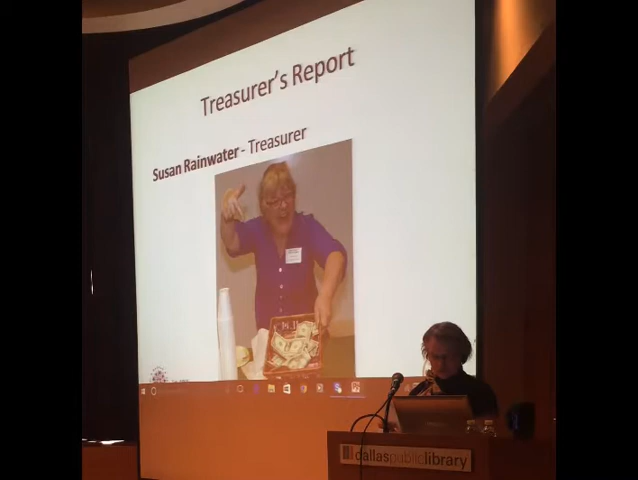 Treasurer's Report
Susan Rainwater - Treasurer
dallaspubliclibrary